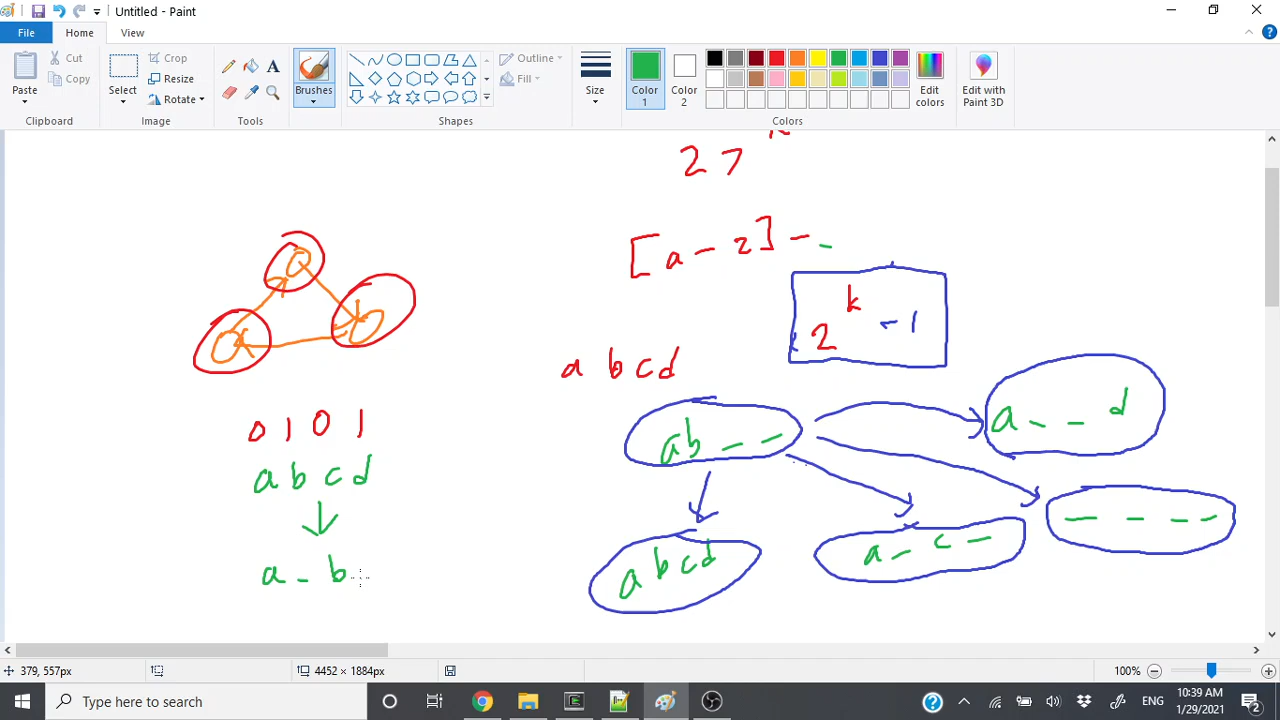 Untitled - Paint
File
Home
View
Paste
Cut
Copy
Clipboard
Select
Crop
Resize
Rotate
Image
Tools
Brushes
Outline
Fill
Shapes
Size
Color 1
Color 2
Edit colors
Colors
Edit with Paint 3D
27
[a - z] - -
2^k - 1
a b c d
0 1 0 1
a b c d
a - b -
ab _ _
a - - d
a b c d
a - c -
- - - -
379, 557px
4452 × 1884px
100%
Type here to search
ENG
10:39 AM
1/29/2021
2